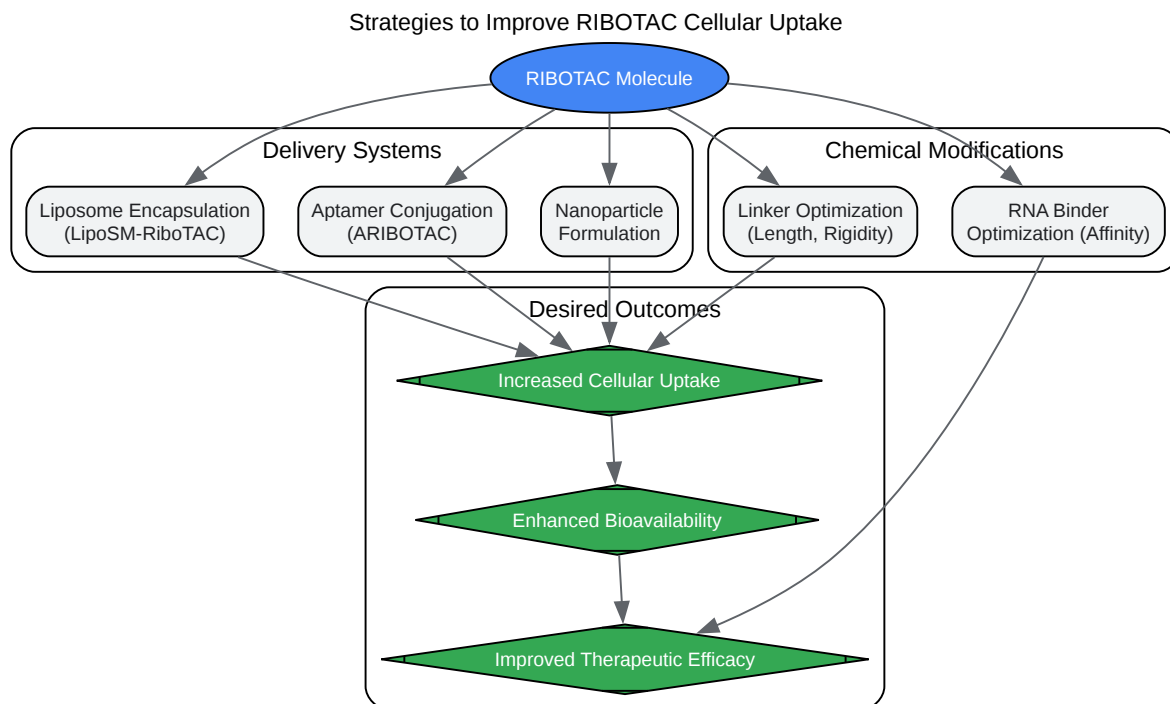 Strategies to Improve RIBOTAC Cellular Uptake
RIBOTAC Molecule
Delivery Systems
Liposome Encapsulation
(LipoSM-RiboTAC)
Aptamer Conjugation
(ARIBOTAC)
Nanoparticle
Formulation
Chemical Modifications
Linker Optimization
(Length, Rigidity)
RNA Binder
Optimization (Affinity)
Desired Outcomes
Increased Cellular Uptake
Enhanced Bioavailability
Improved Therapeutic Efficacy